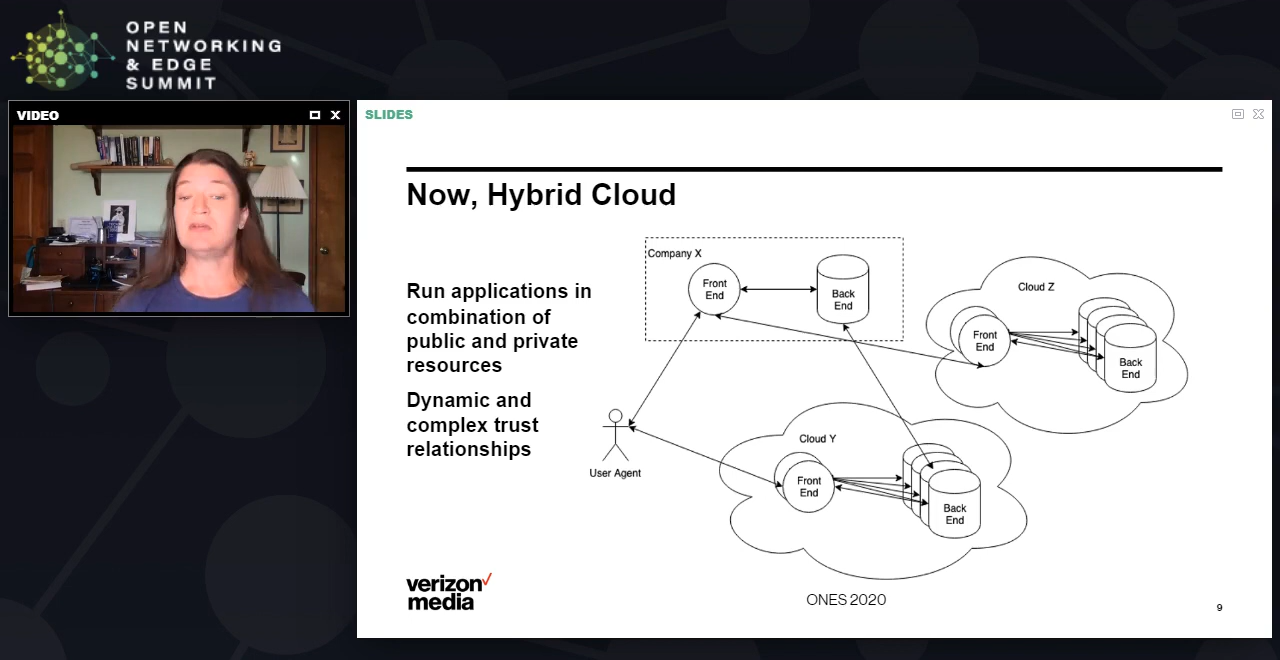 OPEN
NETWORKING
& EDGE
SUMMIT
VIDEO
SLIDES
Now, Hybrid Cloud
Run applications in
combination of
public and private
resources
Dynamic and
complex trust
relationships
Company X
Front
End
Back
End
Cloud Z
Front
End
Back
End
User Agent
Cloud Y
Front
End
Back
End
verizon
media
ONES 2020
9